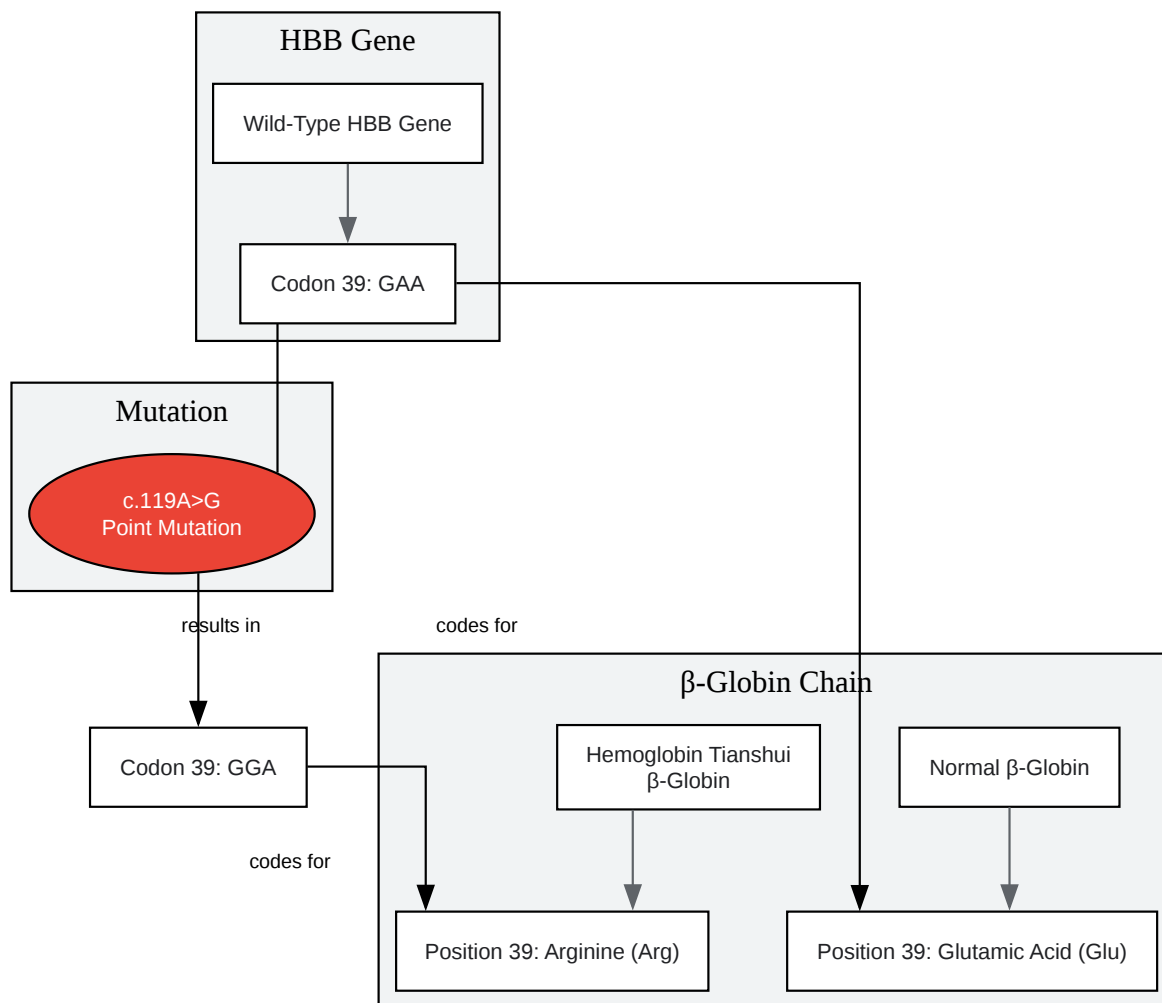 HBB Gene
Wild-Type HBB Gene
Codon 39: GAA
Mutation
c.119A>G
Point Mutation
results in
codes for
β-Globin Chain
Codon 39: GGA
Hemoglobin Tianshui
β-Globin
Normal β-Globin
codes for
Position 39: Arginine (Arg)
Position 39: Glutamic Acid (Glu)